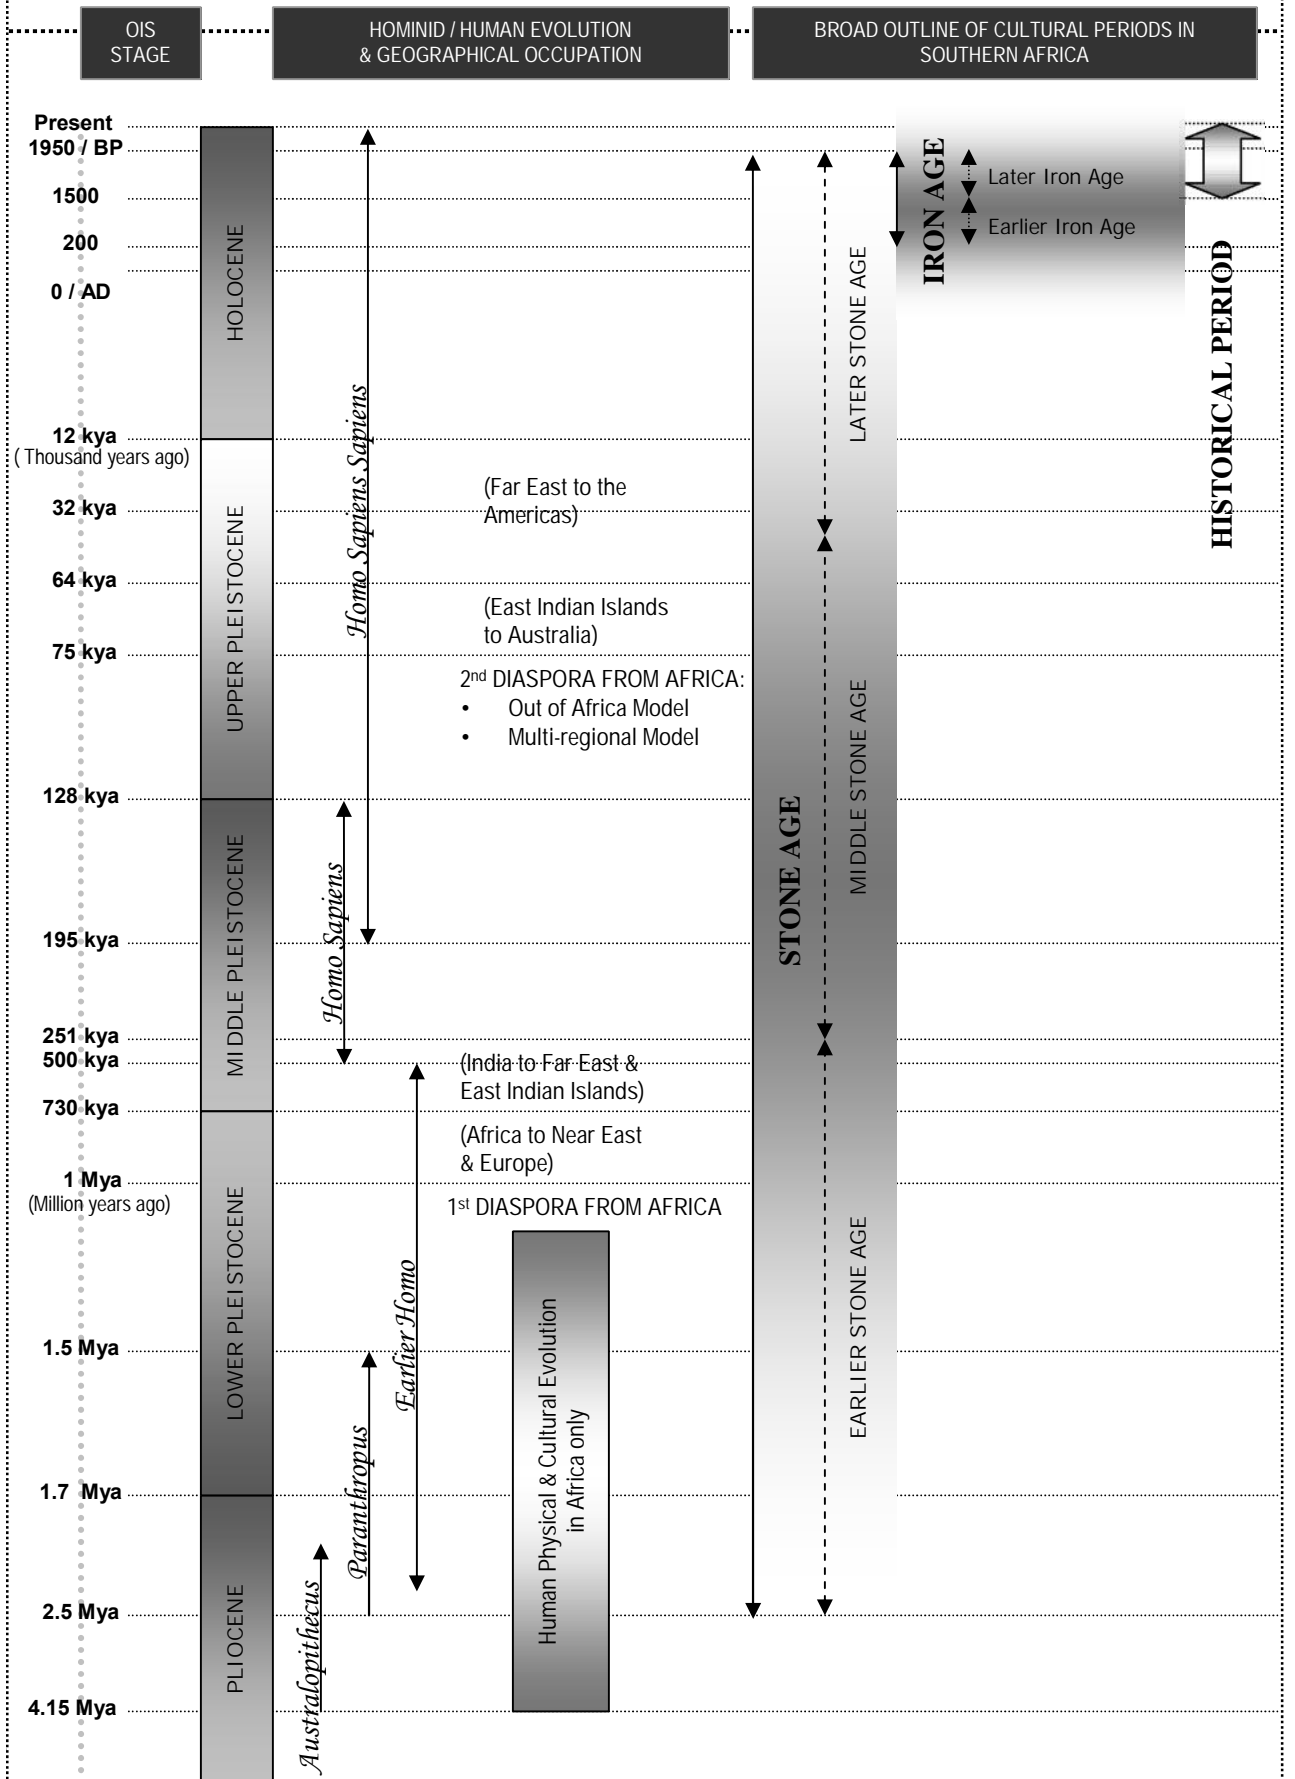 OIS
STAGE
HOMINID / HUMAN EVOLUTION
& GEOGRAPHICAL OCCUPATION
BROAD OUTLINE OF CULTURAL PERIODS IN
SOUTHERN AFRICA
Present
1950 / BP
1500
200
0 / AD
12 kya
( Thousand years ago)
32 kya
64 kya
75 kya
128 kya
195 kya
251 kya
500 kya
730 kya
1 Mya
(Million years ago)
1.5 Mya
1.7 Mya
2.5 Mya
4.15 Mya
HOLOCENE
UPPER PLEISTOCENE
MIDDLE PLEISTOCENE
LOWER PLEISTOCENE
PLIOCENE
Homo Sapiens Sapiens
Homo Sapiens
Earlier Homo
Paranthropus
Australopithecus
(Far East to the
Americas)
(East Indian Islands
to Australia)
2nd DIASPORA FROM AFRICA:
• Out of Africa Model
• Multi-regional Model
(India to Far East &
East Indian Islands)
(Africa to Near East
& Europe)
1st DIASPORA FROM AFRICA
Human Physical & Cultural Evolution
in Africa only
STONE AGE
LATER STONE AGE
MIDDLE STONE AGE
EARLIER STONE AGE
IRON AGE
Later Iron Age
Earlier Iron Age
HISTORICAL PERIOD